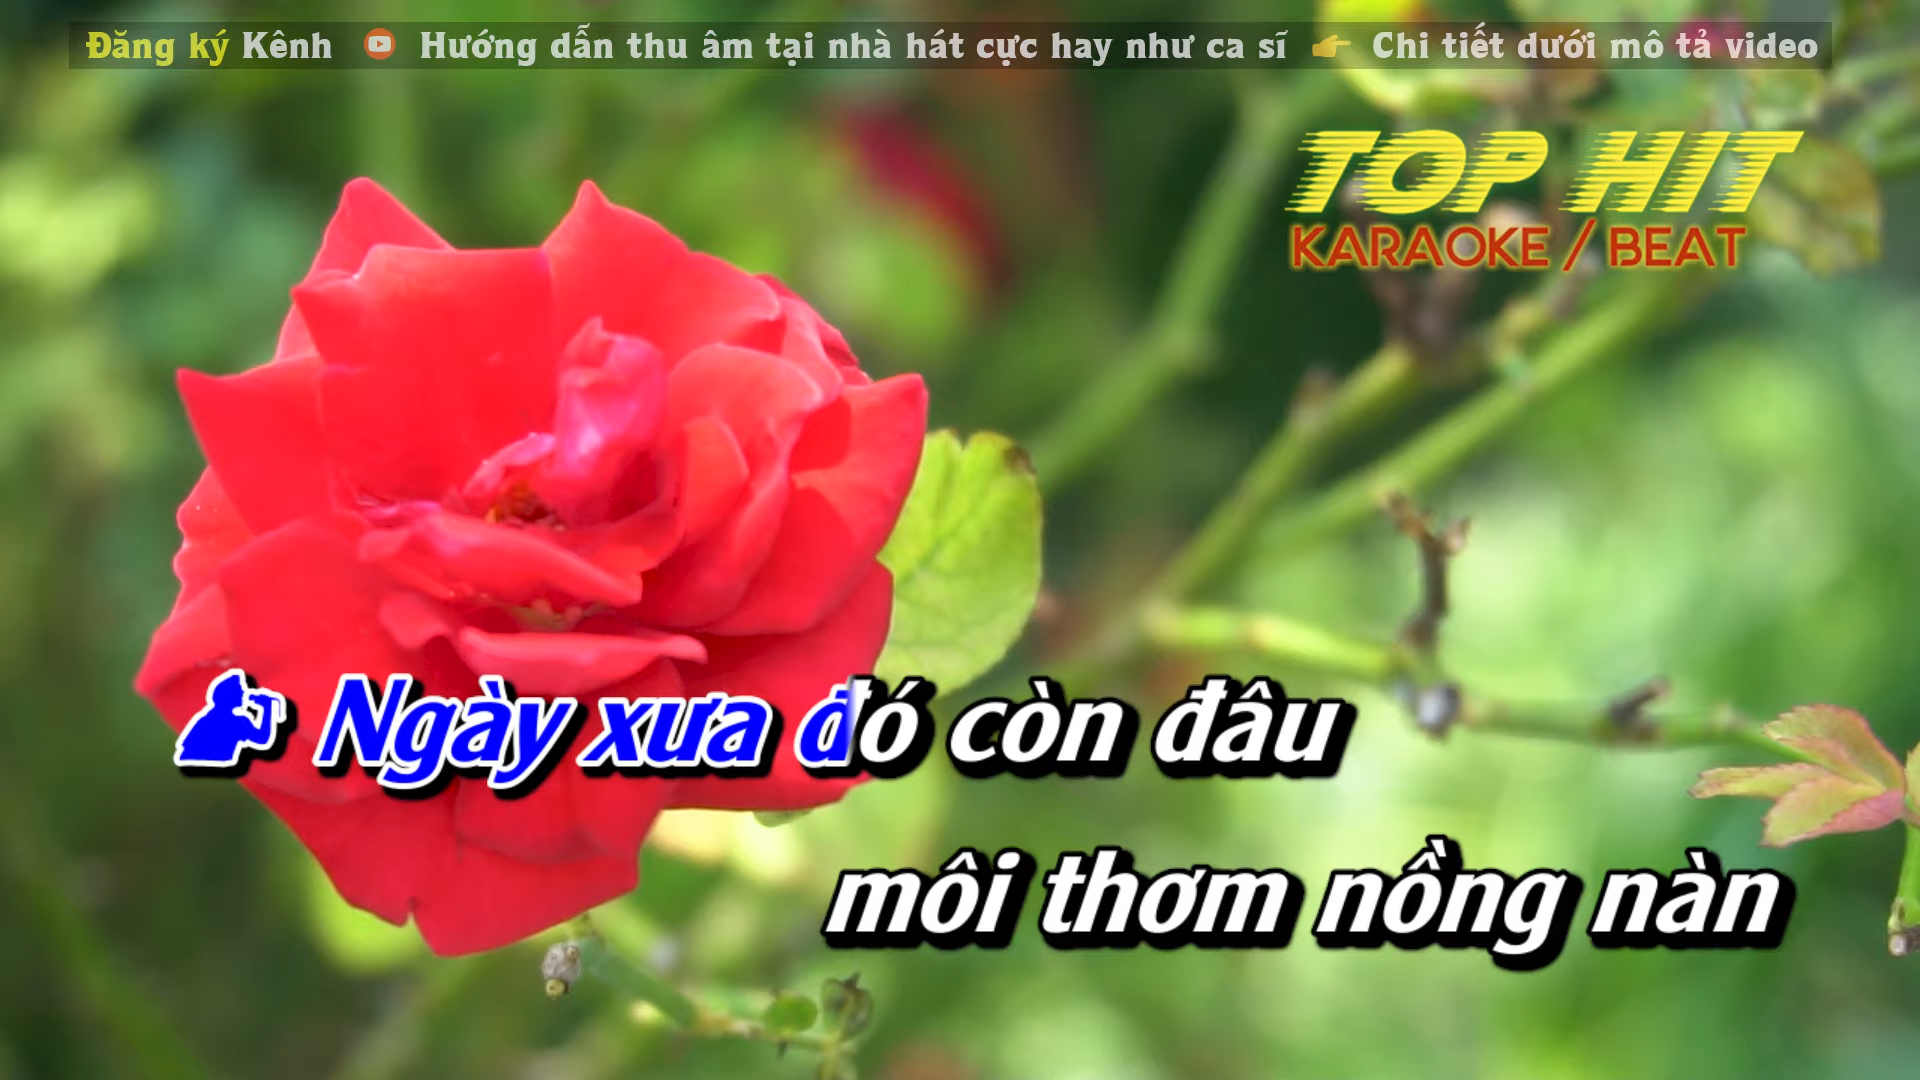 Đăng ký Kênh Hướng dẫn thu âm tại nhà hát cực hay như ca sĩ 👉 Chi tiết dưới mô tả video
TOP HIT
KARAOKE / BEAT
Ngày xưa đó còn đâu
môi thơm nồng nàn